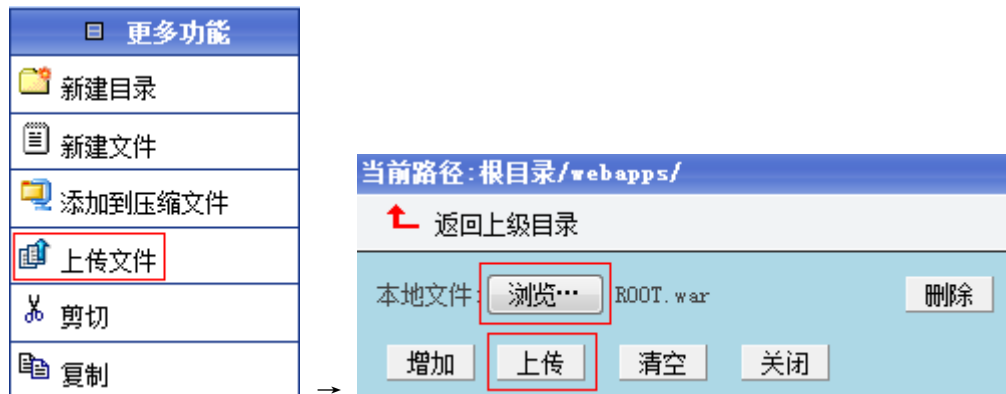 更多功能
新建目录
新建文件
添加到压缩文件
上传文件
剪切
复制
→
当前路径:根目录/webapps/
返回上级目录
本地文件: 浏览… ROOT.war 删除
增加 上传 清空 关闭